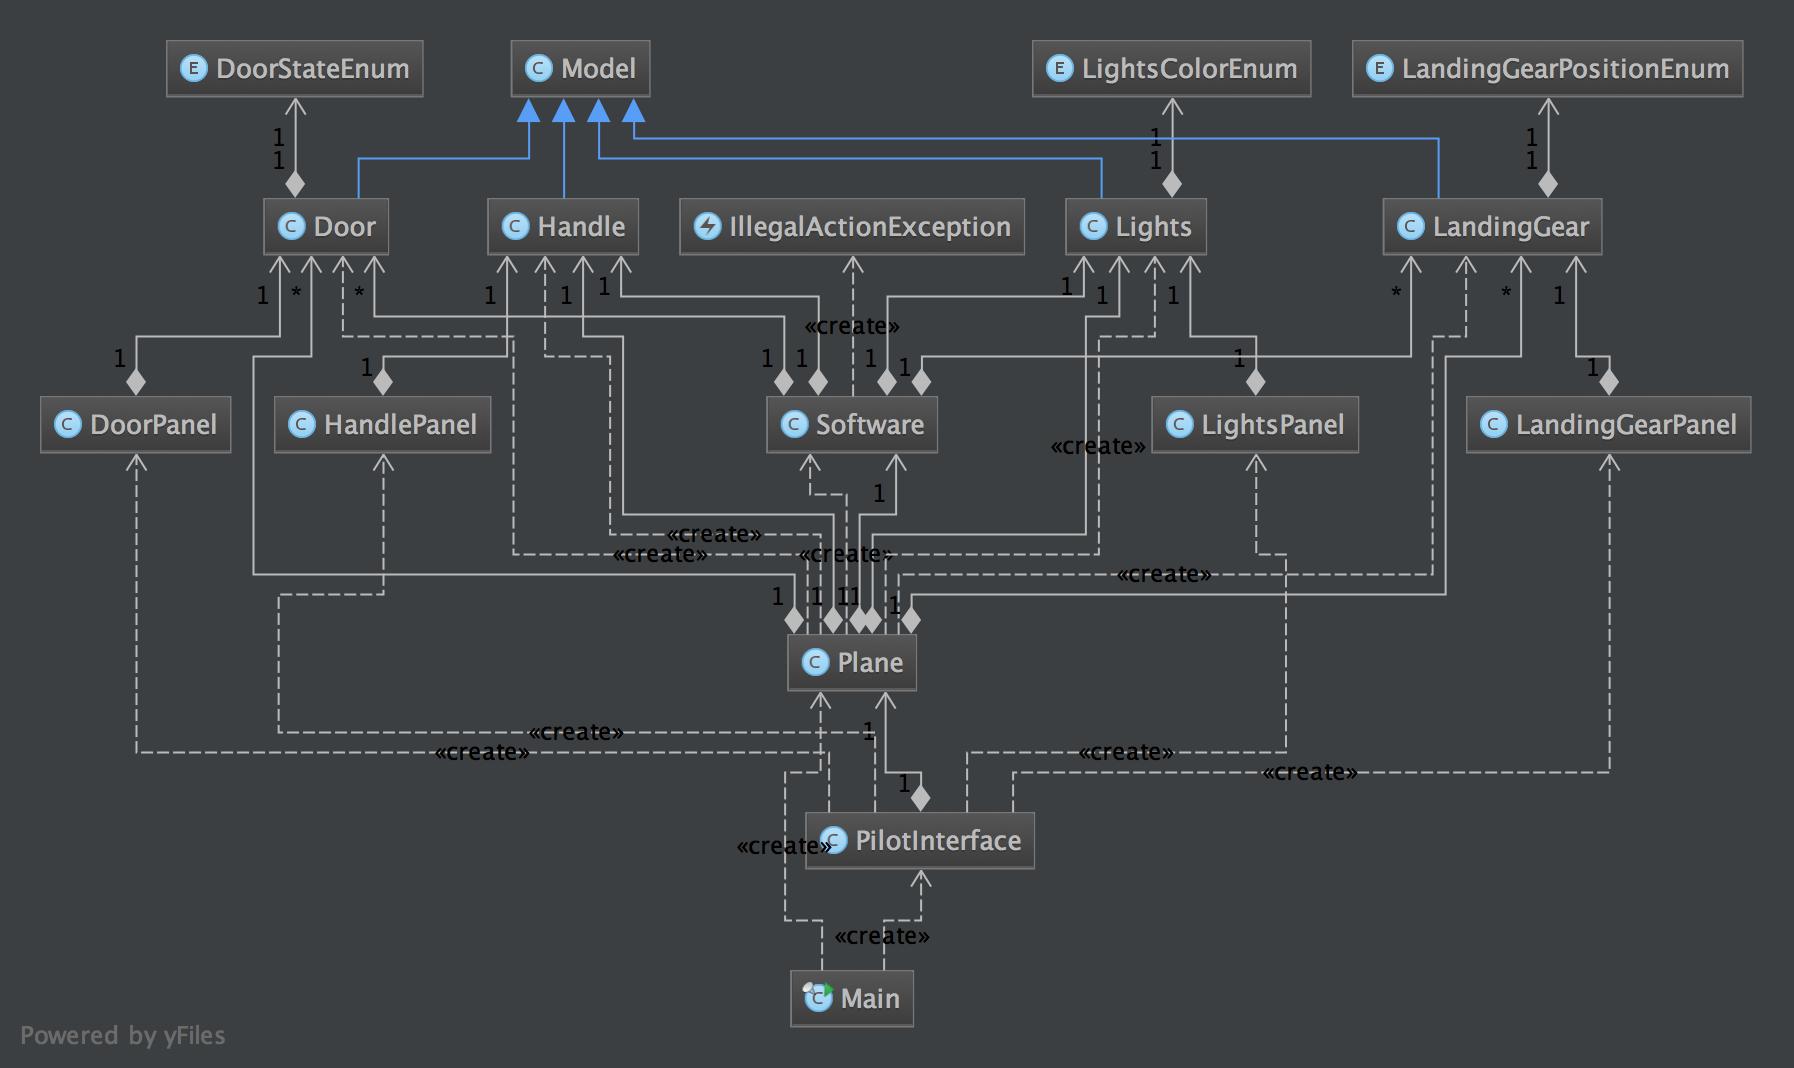 E DoorStateEnum
C Model
E LightsColorEnum
E LandingGearPositionEnum
1
1
1
1
1
1
C Door
C Handle
IllegalActionException
C Lights
C LandingGear
1
*
*
1
1
1
1
1
1
*
*
1
«create»
1
1
1
1
1
1
1
1
C DoorPanel
C HandlePanel
C Software
C LightsPanel
C LandingGearPanel
«create»
1
«create»
«create»
«create»
«create»
1
1
1
1
1
C Plane
«create»
1
«create»
«create»
«create»
1
«create»
C PilotInterface
«create»
C Main
Powered by yFiles